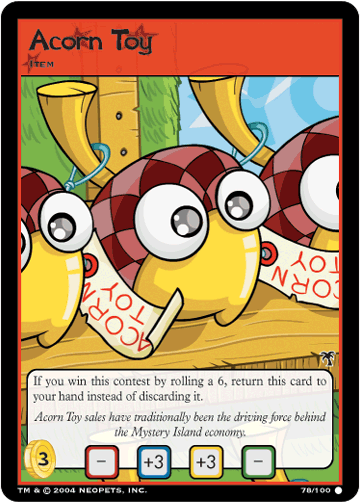 Acorn Toy
ITEM
ACORN
TOY
ACORN
TOY
ACORN
TOY
If you win this contest by rolling a 6, return this card to
your hand instead of discarding it.
Acorn Toy sales have traditionally been the driving force behind
the Mystery Island economy.
3
-
+3
+3
-
TM & © 2004 NEOPETS, INC.
78/100